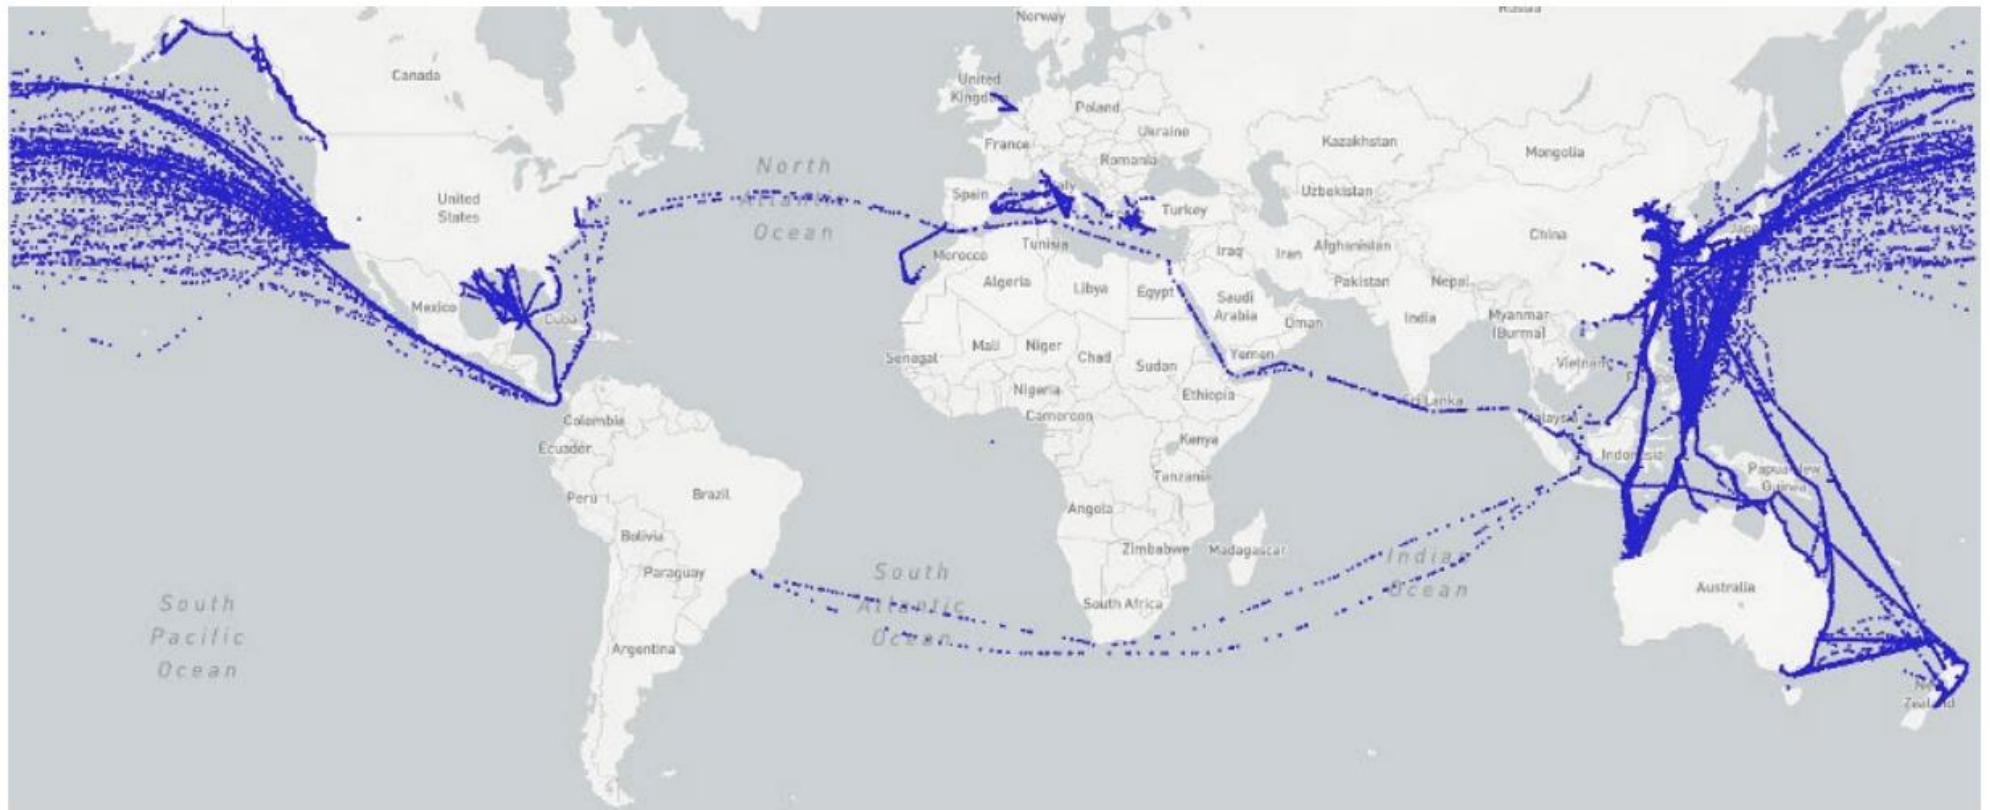 Norway
Canada
United
Kingdom
Poland
Ukraine
France
Romania
Kazakhstan
Mongolia
North
Atlantic
Ocean
United
States
Spain
Italy
Turkey
Uzbekistan
China
Japan
Morocco
Tunisia
Iraq
Iran
Afghanistan
Pakistan
Nepal
Algeria
Libya
Egypt
Saudi
Arabia
Oman
India
Myanmar
(Burma)
Mexico
Cuba
Senegal
Mali
Niger
Chad
Sudan
Yemen
Vietnam
Nigeria
Ethiopia
Sri Lanka
Cameroon
Malaysia
Colombia
Ecuador
Kenya
Indonesia
Tanzania
Papua New
Guinea
Peru
Brazil
Angola
Bolivia
Zimbabwe
Madagascar
Indian
Ocean
Paraguay
South
Atlantic
Ocean
South Africa
Australia
South
Pacific
Ocean
Argentina
New
Zealand